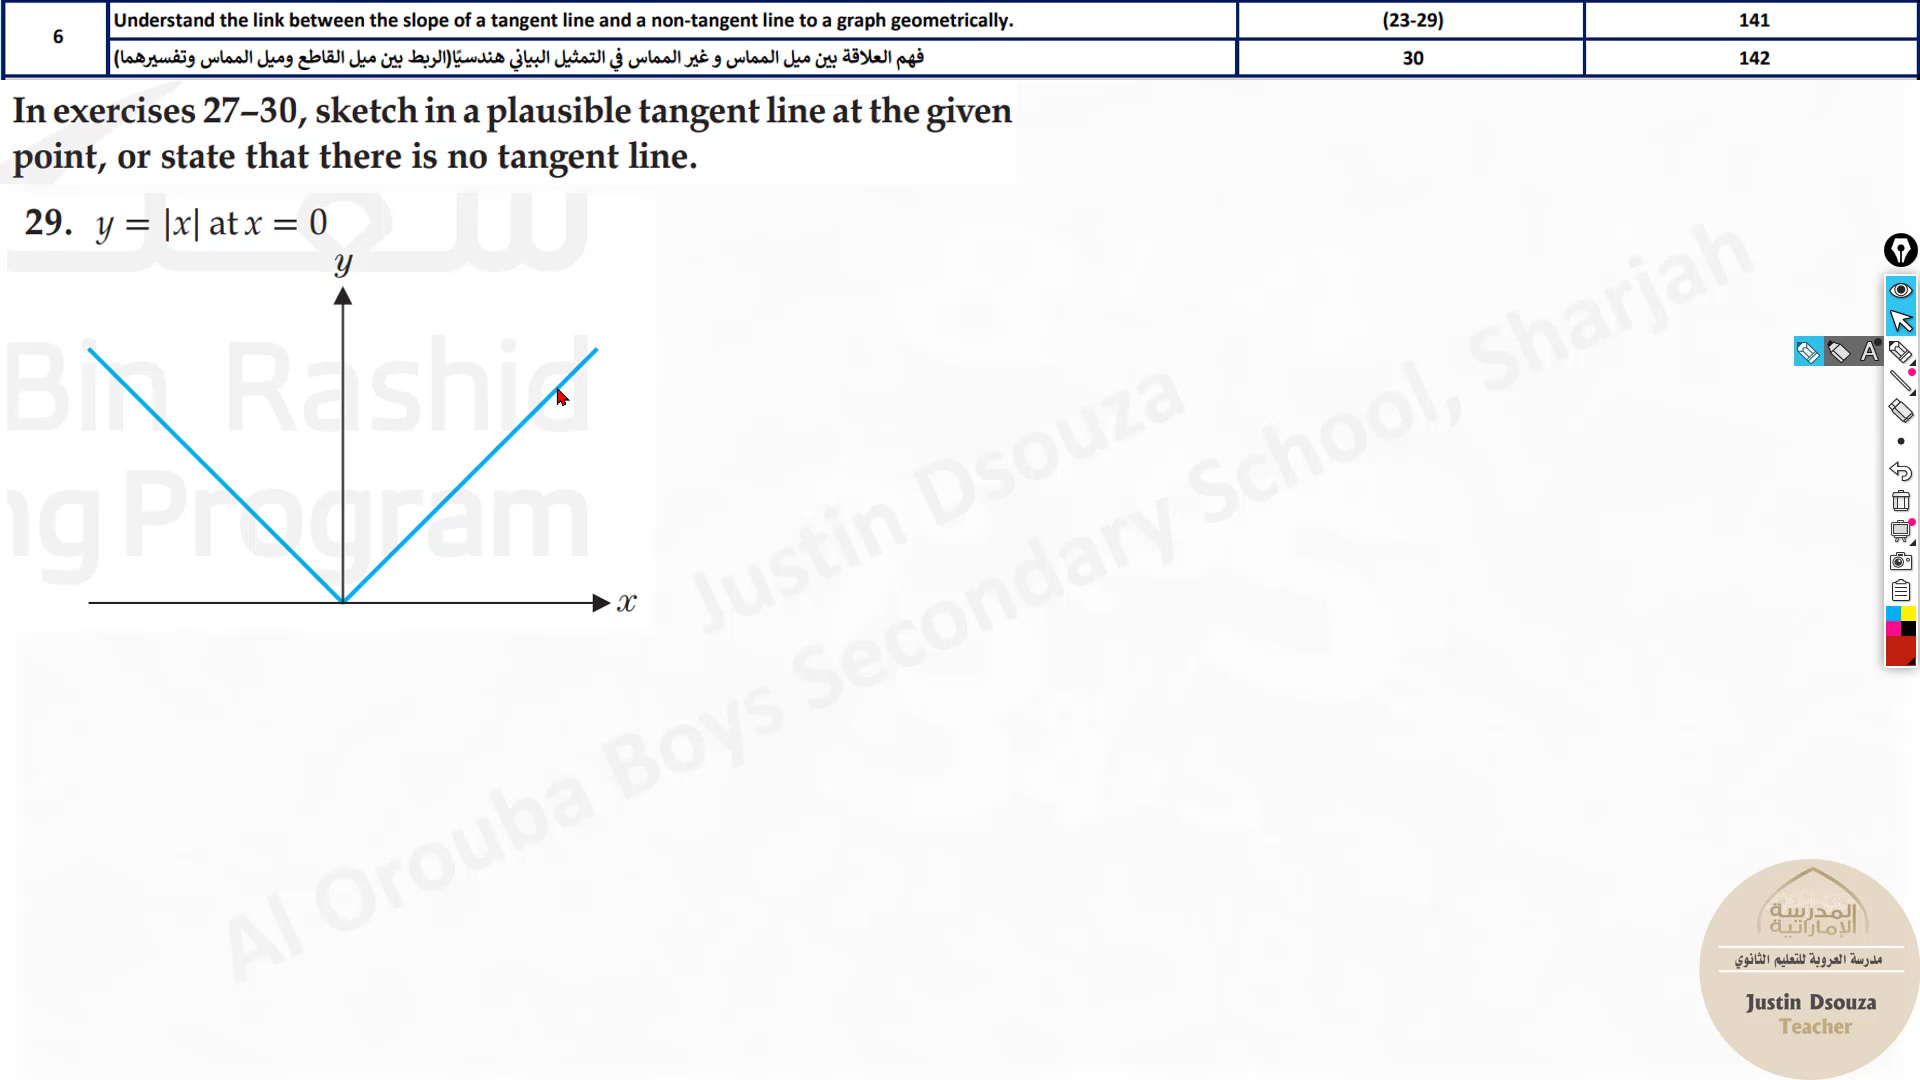 6
Understand the link between the slope of a tangent line and a non-tangent line to a graph geometrically.
(23-29)
141
فهم العلاقة بين ميل المماس و غير المماس في التمثيل البياني هندسيًا(الربط بين ميل القاطع وميل المماس وتفسيرهما)
30
142
In exercises 27–30, sketch in a plausible tangent line at the given
point, or state that there is no tangent line.
29. y = |x| at x = 0
y
x
Bin Rashid
ng Program
Justin Dsouza
Al Orouba Boys Secondary School, Sharjah
A
المدرسة
الإماراتية
مدرسة العروبة للتعليم الثانوي
Justin Dsouza
Teacher